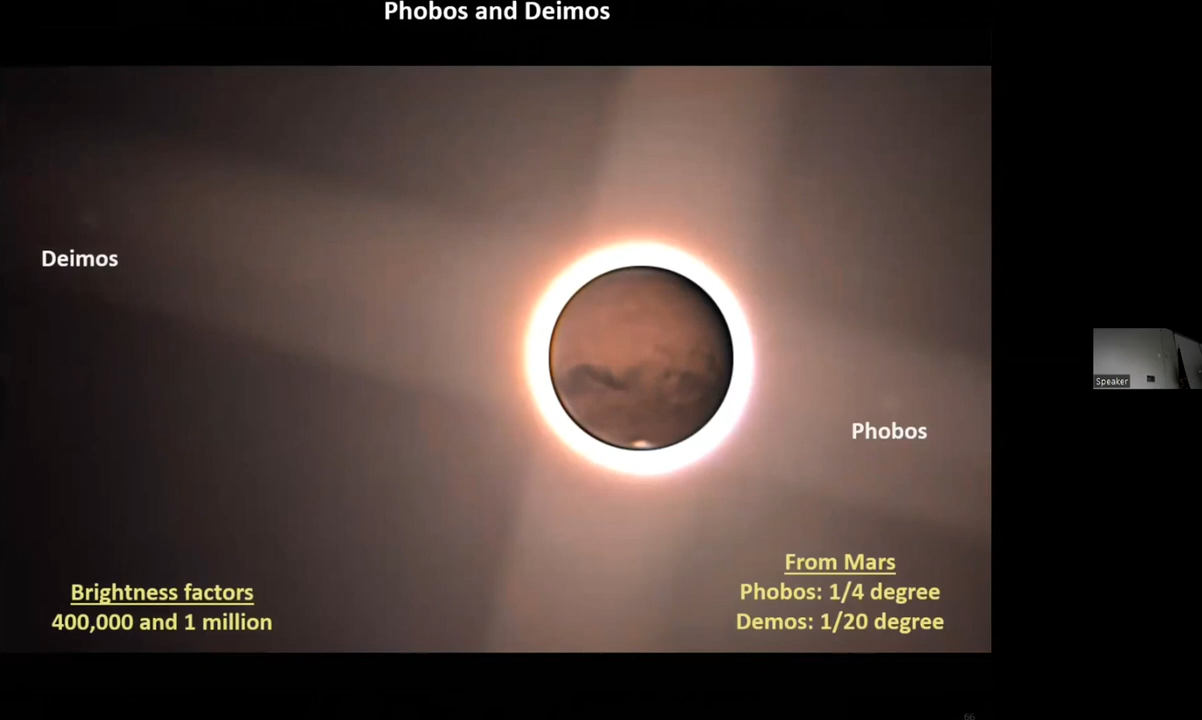 Phobos and Deimos
Deimos
Phobos
Speaker
Brightness factors
400,000 and 1 million
From Mars
Phobos: 1/4 degree
Demos: 1/20 degree
66